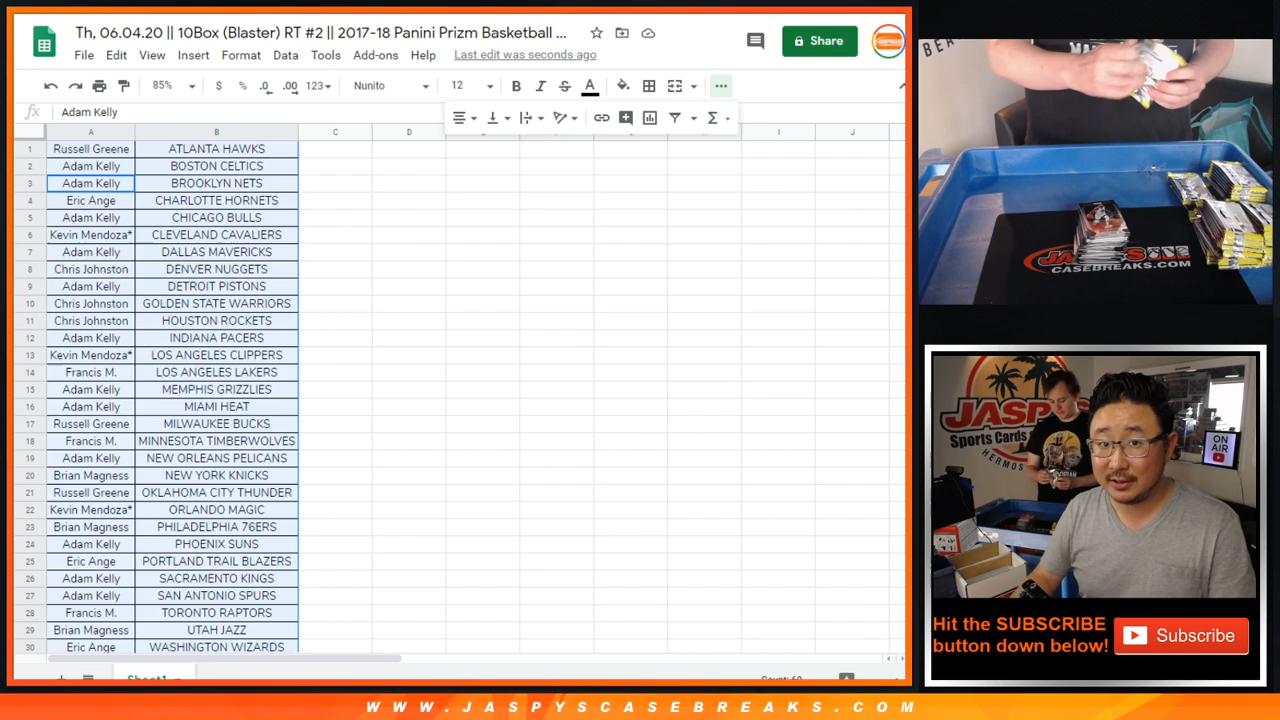 Th, 06.04.20 || 10Box (Blaster) RT #2 || 2017-18 Panini Prizm Basketball ...
Share
File Edit View Insert Format Data Tools Add-ons Help Last edit was seconds ago
85% $ % .0 .00 123 Nunito 12 B I S A
fx Adam Kelly
A B C D I J
1 Russell Greene ATLANTA HAWKS
2 Adam Kelly BOSTON CELTICS
3 Adam Kelly BROOKLYN NETS
4 Eric Ange CHARLOTTE HORNETS
5 Adam Kelly CHICAGO BULLS
6 Kevin Mendoza* CLEVELAND CAVALIERS
7 Adam Kelly DALLAS MAVERICKS
8 Chris Johnston DENVER NUGGETS
9 Adam Kelly DETROIT PISTONS
10 Chris Johnston GOLDEN STATE WARRIORS
11 Chris Johnston HOUSTON ROCKETS
12 Adam Kelly INDIANA PACERS
13 Kevin Mendoza* LOS ANGELES CLIPPERS
14 Francis M. LOS ANGELES LAKERS
15 Adam Kelly MEMPHIS GRIZZLIES
16 Adam Kelly MIAMI HEAT
17 Russell Greene MILWAUKEE BUCKS
18 Francis M. MINNESOTA TIMBERWOLVES
19 Adam Kelly NEW ORLEANS PELICANS
20 Brian Magness NEW YORK KNICKS
21 Russell Greene OKLAHOMA CITY THUNDER
22 Kevin Mendoza* ORLANDO MAGIC
23 Brian Magness PHILADELPHIA 76ERS
24 Adam Kelly PHOENIX SUNS
25 Eric Ange PORTLAND TRAIL BLAZERS
26 Adam Kelly SACRAMENTO KINGS
27 Adam Kelly SAN ANTONIO SPURS
28 Francis M. TORONTO RAPTORS
29 Brian Magness UTAH JAZZ
30 Eric Ange WASHINGTON WIZARDS
Sheet1
CASEBREAKS.COM
JASPY'S
Sports Cards
HERMOS
ON
AIR
Hit the SUBSCRIBE
button down below!
Subscribe
WWW.JASPYSCASEBREAKS.COM